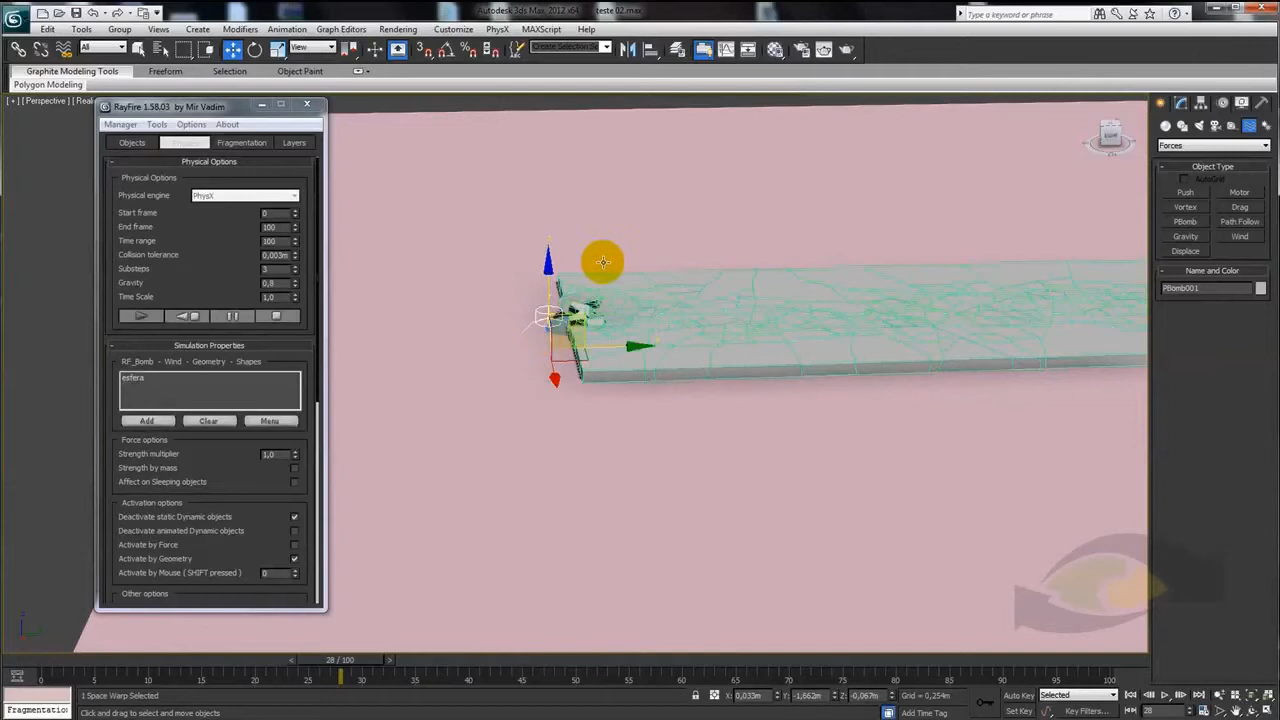 Autodesk 3ds Max 2012 x64 teste 02.max
Type a keyword or phrase
Edit Tools Group Views Create Modifiers Animation Graph Editors Rendering Customize PhysX MAXScript Help
All View Create Selection Se
Graphite Modeling Tools Freeform Selection Object Paint
Polygon Modeling
[ + ] [ Perspective ] [ Real
RayFire 1.58.03 by Mir Vadim
Manager Tools Options About
Objects Fragmentation Layers
Physical Options
Physical Options
Physical engine PhysX
Start frame 0
End frame 100
Time range 100
Collision tolerance 0,003m
Substeps 3
Gravity 0,8
Time Scale 1,0
Simulation Properties
RF_Bomb - Wind - Geometry - Shapes
esfera
Add Clear Menu
Force options
Strength multiplier 1,0
Strength by mass
Affect on Sleeping objects
Activation options
Deactivate static Dynamic objects
Deactivate animated Dynamic objects
Activate by Force
Activate by Geometry
Activate by Mouse ( SHIFT pressed ) 0
Other options
Forces
Object Type
AutoGrid
Push Motor
Vortex Drag
PBomb Path Follow
Gravity Wind
Displace
Name and Color
PBomb001
< 28 / 100 >
0 5 10 15 20 25 30 35 40 45 50 55 60 65 70 75 80 85 90 95 100
1 Space Warp Selected X: 0,033m Y: -1,662m Z: -0,067m Grid = 0,254m Auto Key Selected
Fragmentatio Click and drag to select and move objects Add Time Tag Set Key Key Filters... 28